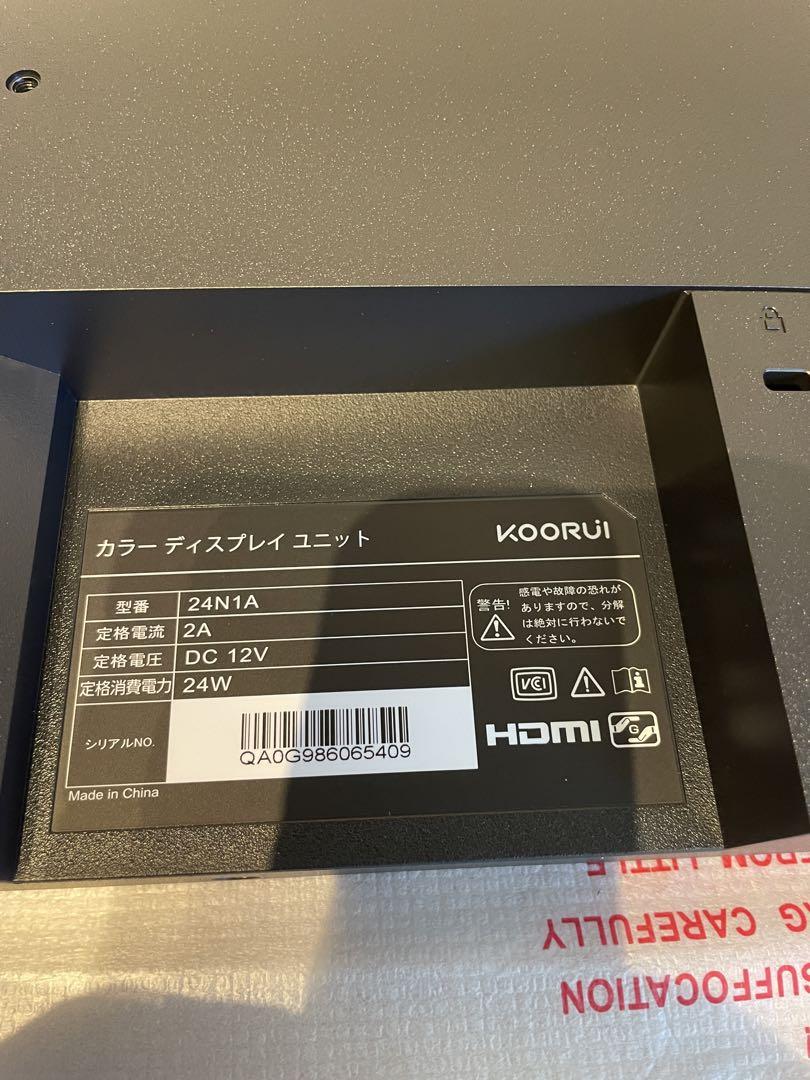 カラー ディスプレイ ユニット
KOORUI
型番 24N1A
定格電流 2A
定格電圧 DC 12V
定格消費電力 24W
シリアルNO.
QA0G986065409
Made in China
警告!
感電や故障の恐れが
ありますので、分解
は絶対に行わないで
ください。
VCI
HDMI
G
FROM LITTLE
CAREFULLY
SUFFOCATION